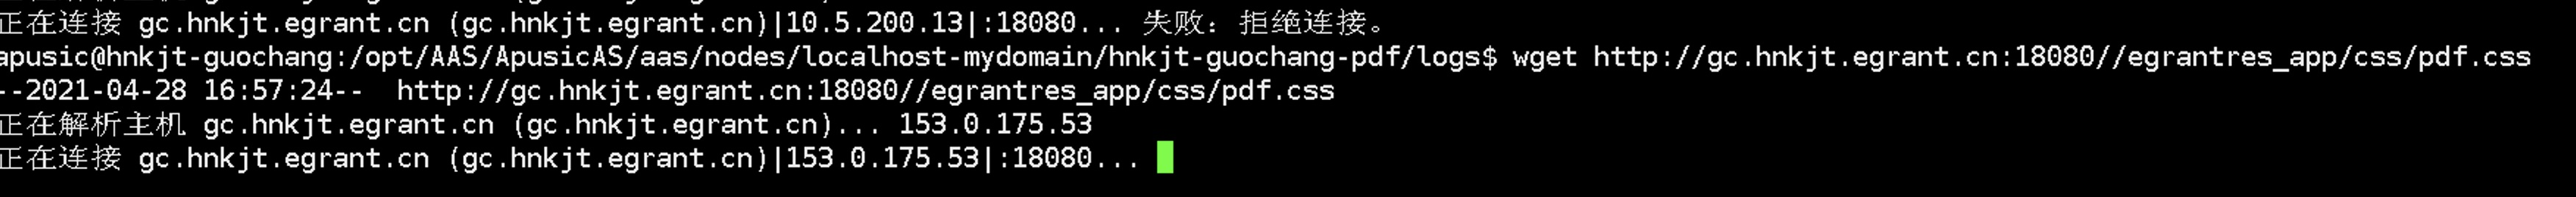 正在连接 gc.hnkjt.egrant.cn (gc.hnkjt.egrant.cn)|10.5.200.13|:18080... 失败：拒绝连接。
apusic@hnkjt-guochang:/opt/AAS/ApusicAS/aas/nodes/localhost-mydomain/hnkjt-guochang-pdf/logs$ wget http://gc.hnkjt.egrant.cn:18080//egrantres_app/css/pdf.css
--2021-04-28 16:57:24--  http://gc.hnkjt.egrant.cn:18080//egrantres_app/css/pdf.css
正在解析主机 gc.hnkjt.egrant.cn (gc.hnkjt.egrant.cn)... 153.0.175.53
正在连接 gc.hnkjt.egrant.cn (gc.hnkjt.egrant.cn)|153.0.175.53|:18080...